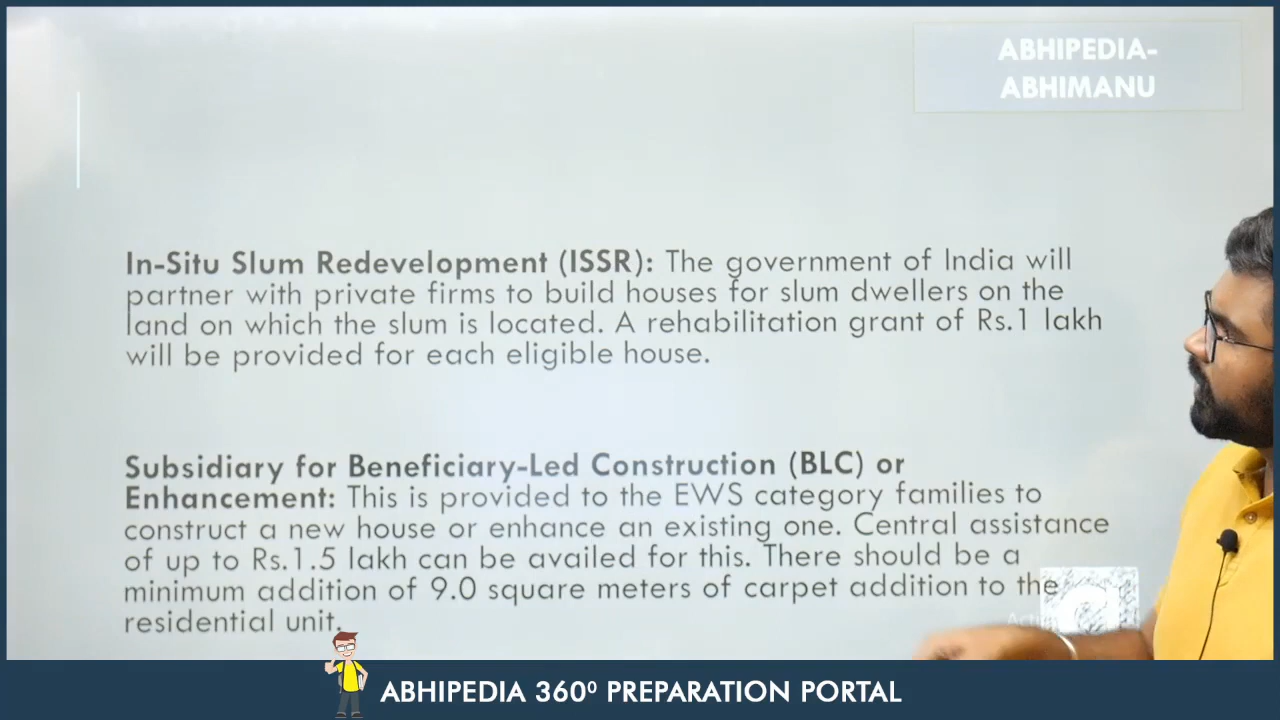 ABHIPEDIA-
ABHIMANU
In-Situ Slum Redevelopment (ISSR): The government of India will
partner with private firms to build houses for slum dwellers on the
land on which the slum is located. A rehabilitation grant of Rs.1 lakh
will be provided for each eligible house.
Subsidiary for Beneficiary-Led Construction (BLC) or
Enhancement: This is provided to the EWS category families to
construct a new house or enhance an existing one. Central assistance
of up to Rs.1.5 lakh can be availed for this. There should be a
minimum addition of 9.0 square meters of carpet addition to the
residential unit.
ABHIPEDIA 360⁰ PREPARATION PORTAL